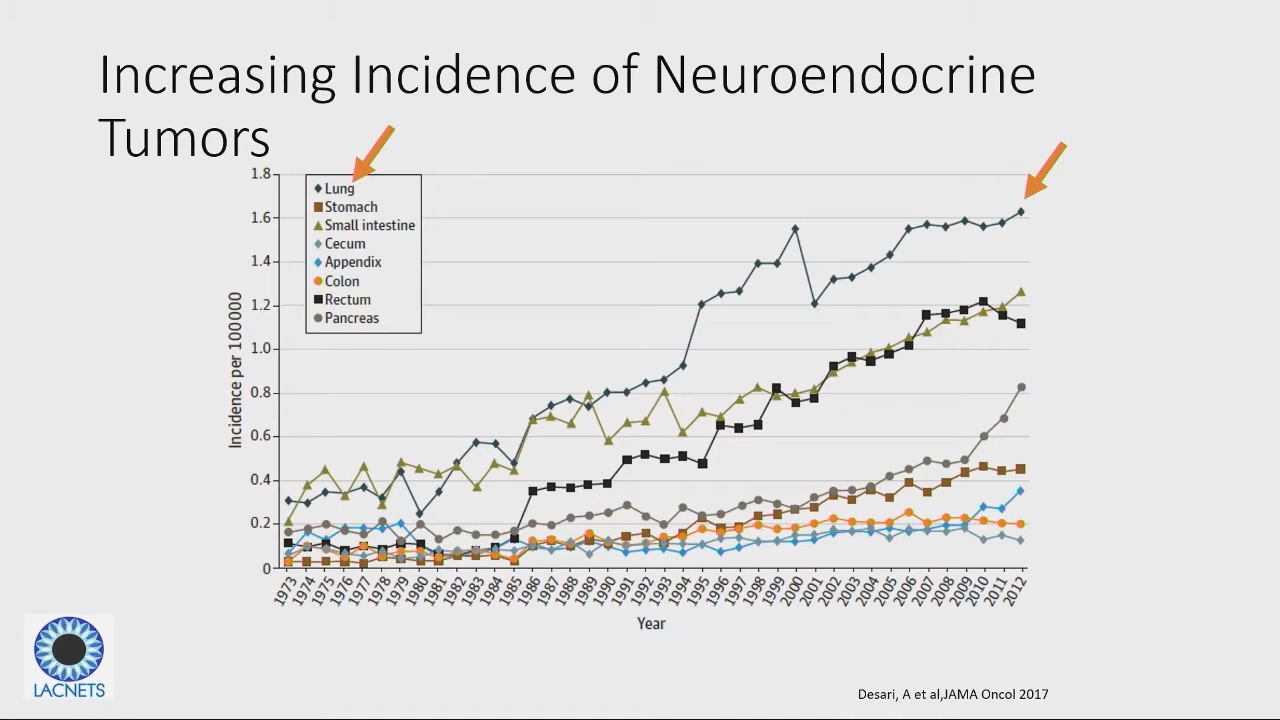 Increasing Incidence of Neuroendocrine
Tumors
Lung
Stomach
Small intestine
Cecum
Appendix
Colon
Rectum
Pancreas
Incidence per 100000
1.8
1.6
1.4
1.2
1.0
0.8
0.6
0.4
0.2
0
1973 1974 1975 1976 1977 1978 1979 1980 1981 1982 1983 1984 1985 1986 1987 1988 1989 1990 1991 1992 1993 1994 1995 1996 1997 1998 1999 2000 2001 2002 2003 2004 2005 2006 2007 2008 2009 2010 2011 2012
Year
LACNETS
Desari, A et al,JAMA Oncol 2017